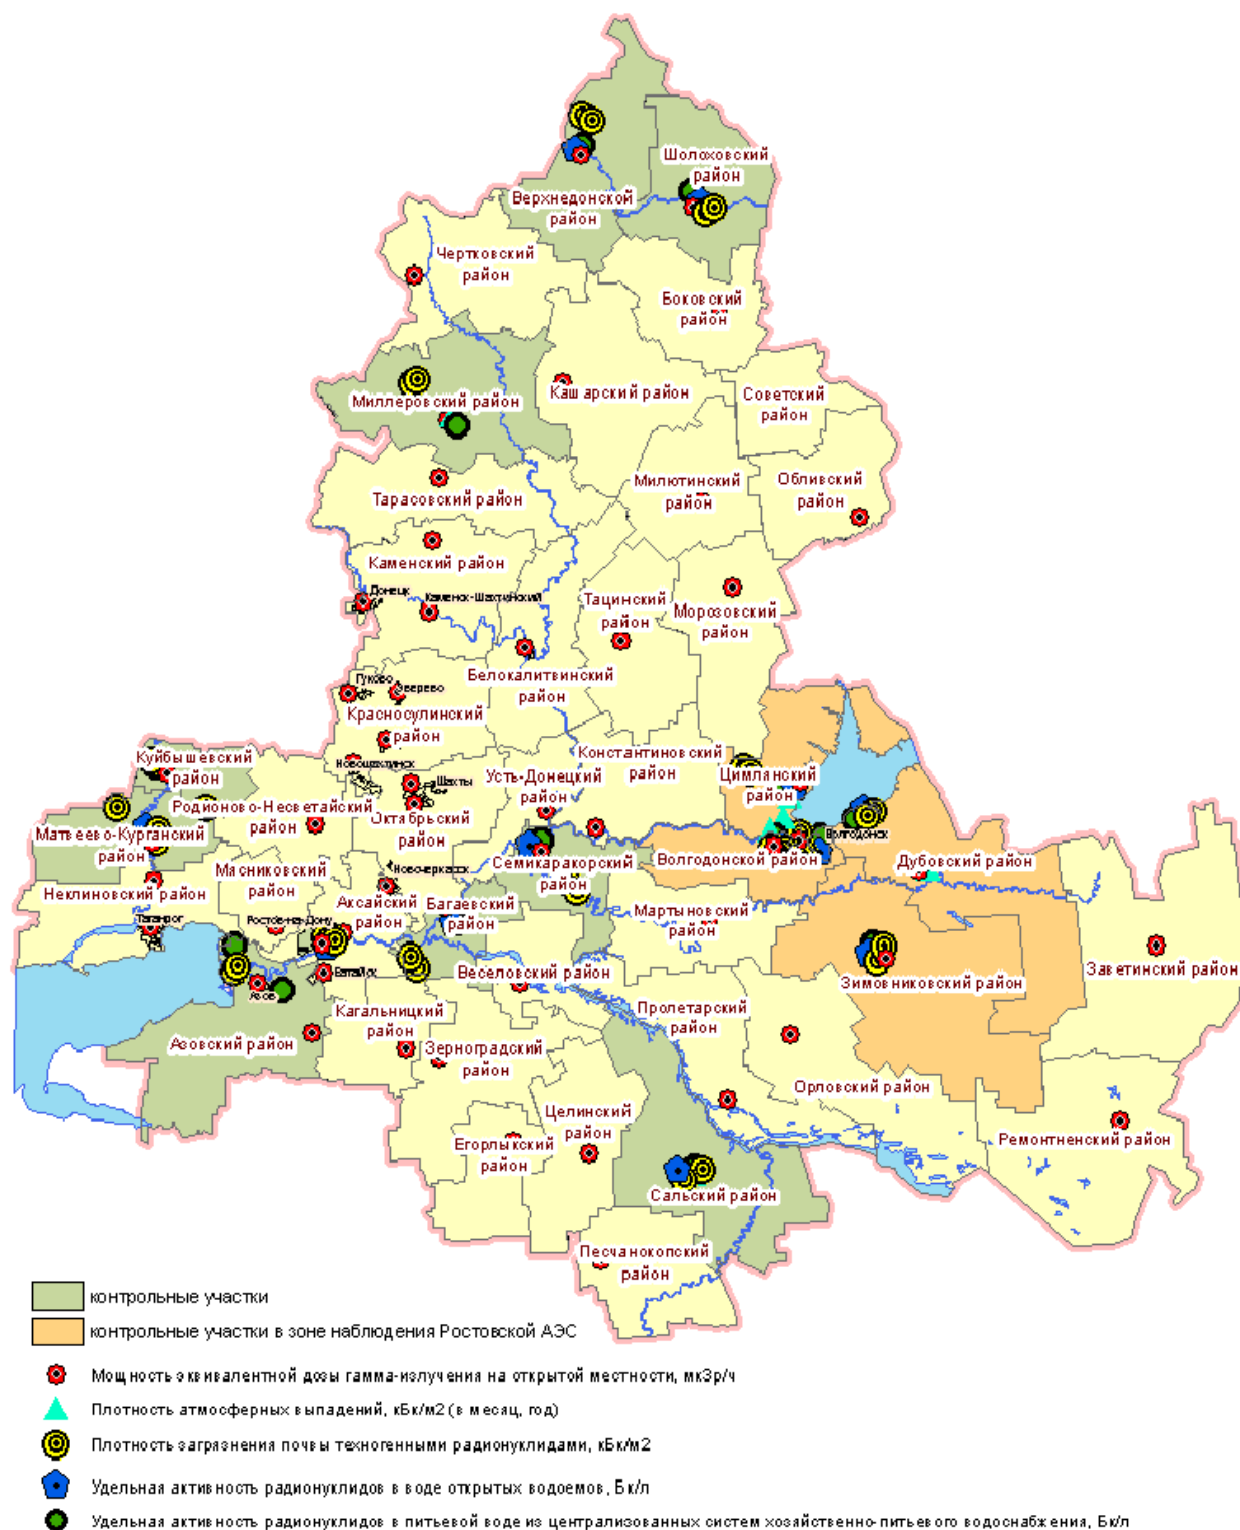 Шолоховский
район
Верхнедонской
район
Чертковский
район
Боковский
район
Кашарский район
Советский
район
Миллеровский район
Милютинский
район
Обливский
район
Тарасовский район
Каменский район
Донецк
Каменск-Шахтинский
Тацинский
район
Морозовский
район
Белокалитвинский
район
Гуково
Зверево
Красносулинский
район
Куйбышевский
район
Новошахтинск
Шахты
Усть-Донецкий
район
Константиновский
район
Цимлянский
район
Родионово-Несветайский
район
Октябрьский
район
Матвеево-Курганский
район
Волгодонск
Семикаракорский
район
Волгодонской район
Дубовский район
Мясниковский
район
Новочеркасск
Неклиновский район
Аксайский
район
Багаевский
район
Мартыновский
район
Таганрог
Ростов-на-Дону
Батайск
Веселовский район
Заветинский район
Зимовниковский район
Азов
Кагальницкий
район
Пролетарский
район
Азовский район
Зерноградский
район
Орловский район
Целинский
район
Егорлыкский
район
Ремонтненский район
Сальский район
Песчанокопский
район
контрольные участки
контрольные участки в зоне наблюдения Ростовской АЭС
Мощность эквивалентной дозы гамма-излучения на открытой местности, мкЗр/ч
Плотность атмосферных выпадений, кБк/м2 (в месяц, год)
Плотность загрязнения почвы техногенными радионуклидами, кБк/м2
Удельная активность радионуклидов в воде открытых водоемов, Бк/л
Удельная активность радионуклидов в питьевой воде из централизованных систем хозяйственно-питьевого водоснабжения, Бк/л